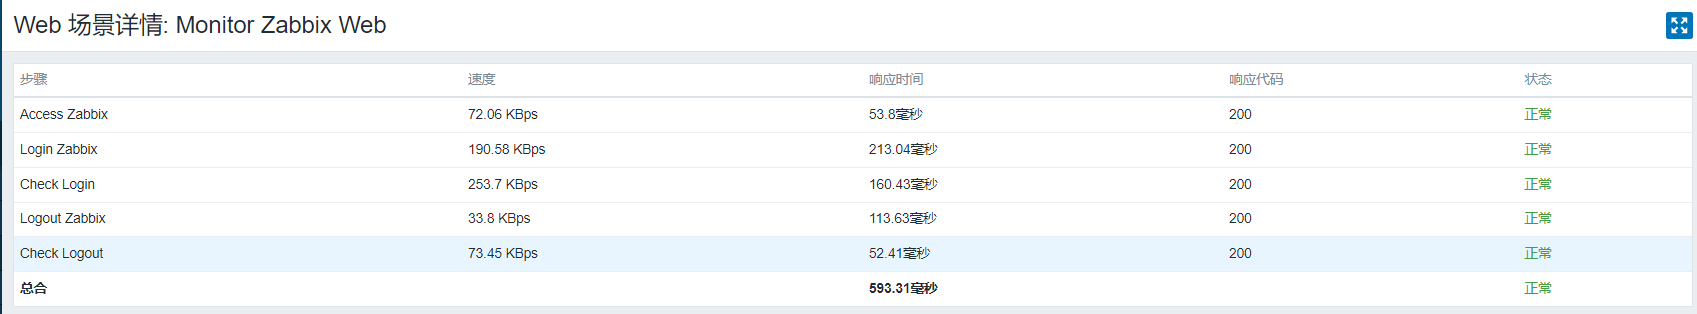 Web 场景详情: Monitor Zabbix Web
步骤 速度 响应时间 响应代码 状态
Access Zabbix 72.06 KBps 53.8毫秒 200 正常
Login Zabbix 190.58 KBps 213.04毫秒 200 正常
Check Login 253.7 KBps 160.43毫秒 200 正常
Logout Zabbix 33.8 KBps 113.63毫秒 200 正常
Check Logout 73.45 KBps 52.41毫秒 200 正常
总合 593.31毫秒 正常